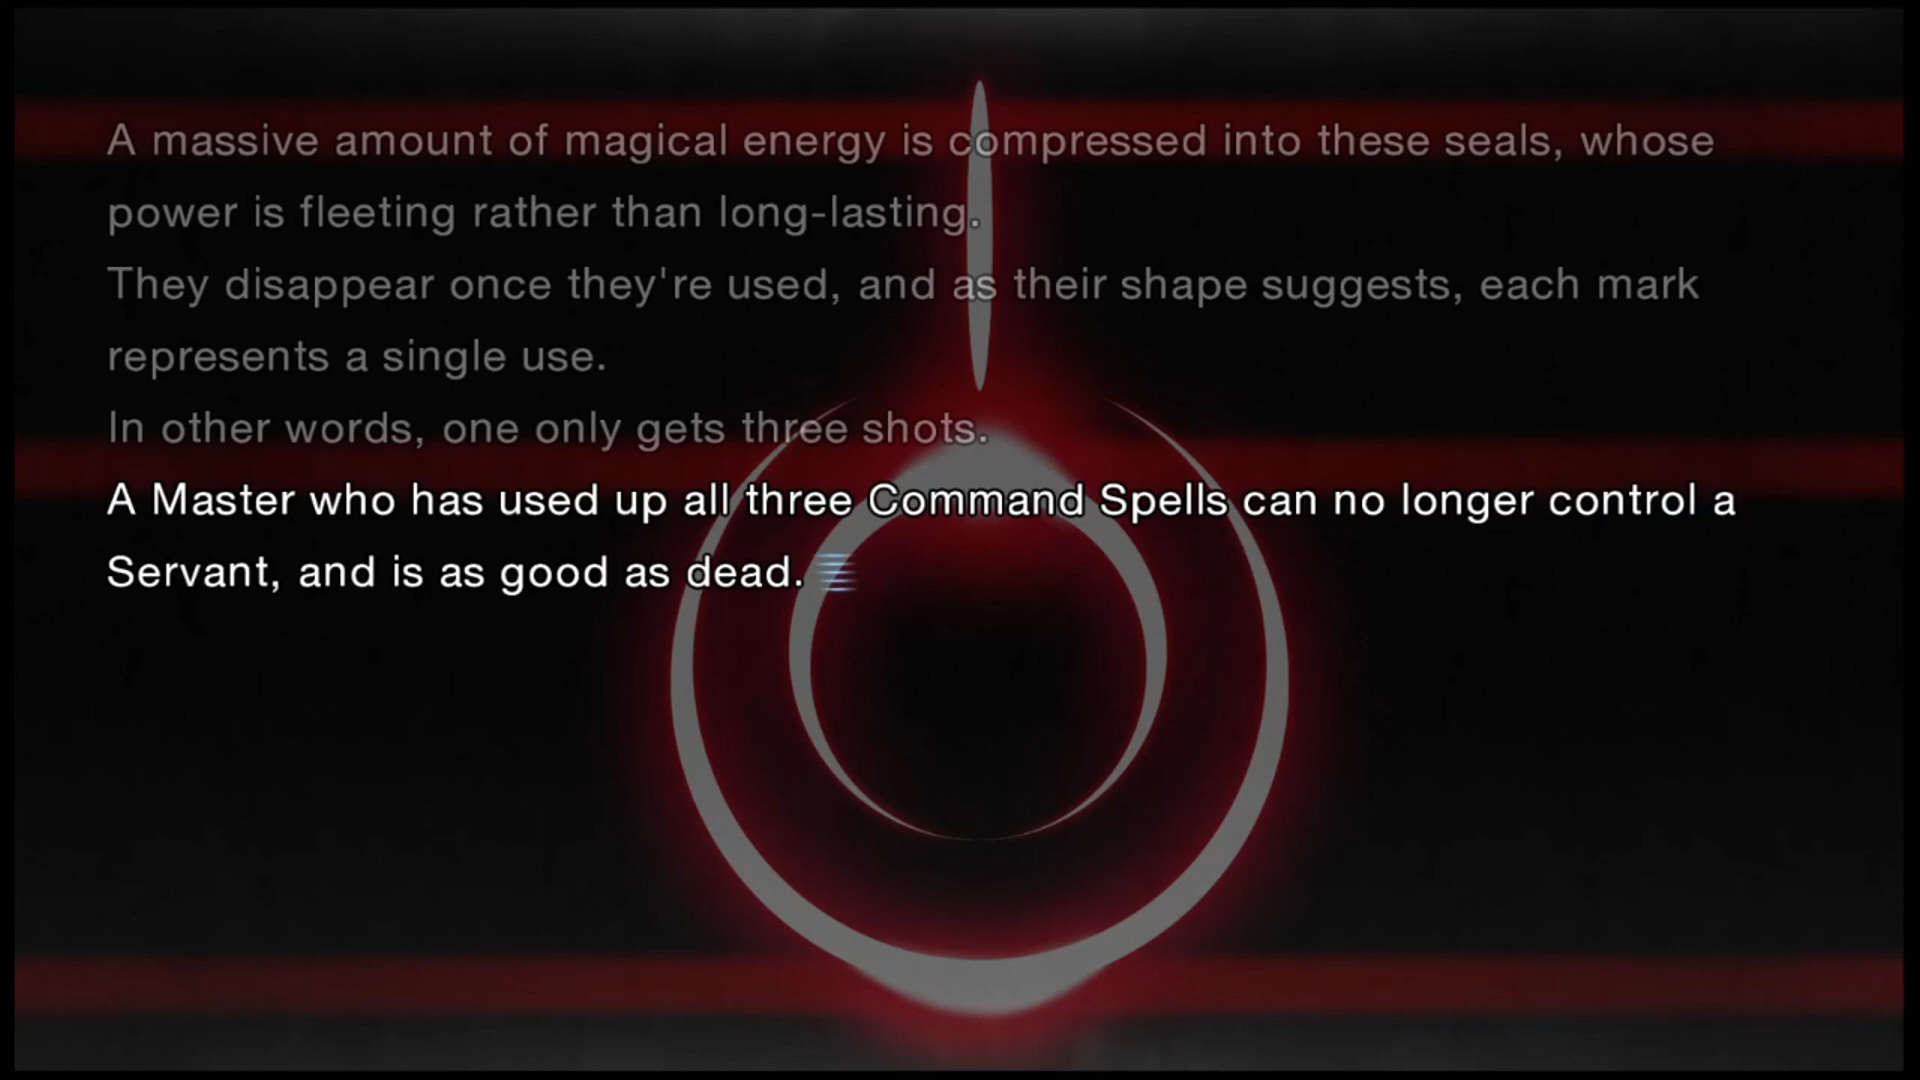 A massive amount of magical energy is compressed into these seals, whose
power is fleeting rather than long-lasting.
They disappear once they're used, and as their shape suggests, each mark
represents a single use.
In other words, one only gets three shots.
A Master who has used up all three Command Spells can no longer control a
Servant, and is as good as dead.